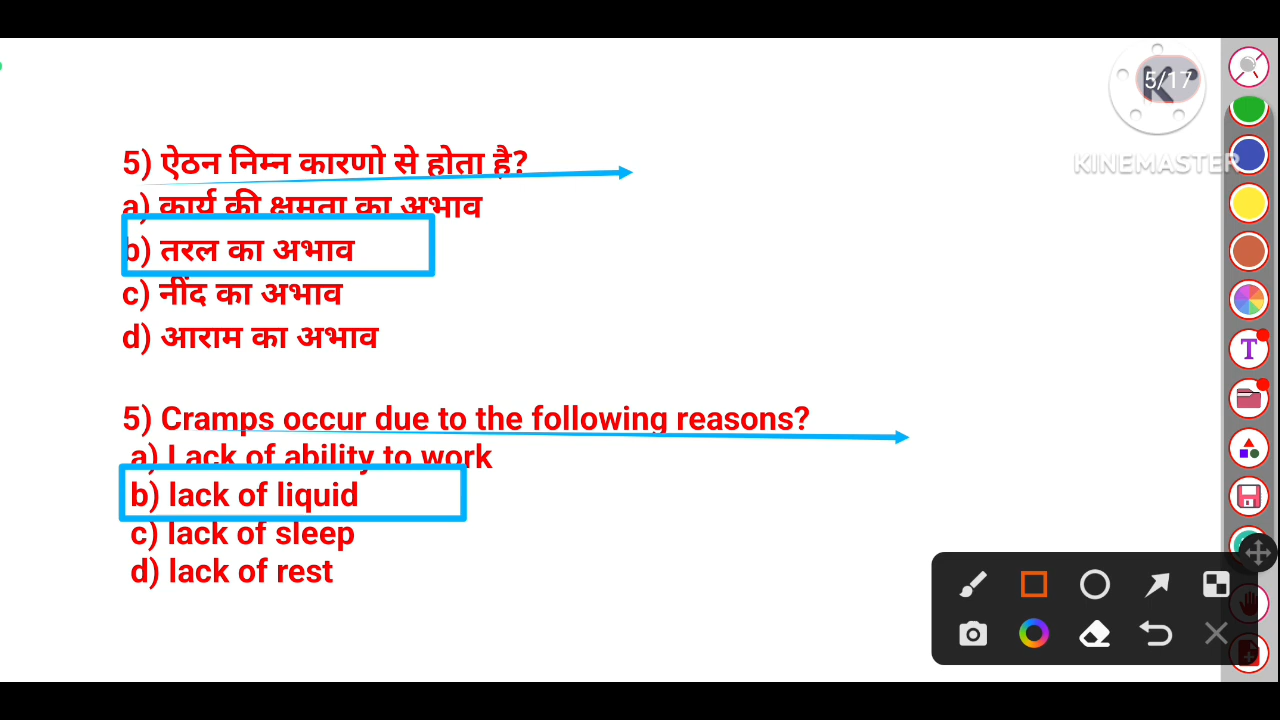 5/17
KINEMASTER
5) ऐठन निम्न कारणो से होता है?
a) कार्य की क्षमता का अभाव
b) तरल का अभाव
c) नींद का अभाव
d) आराम का अभाव
5) Cramps occur due to the following reasons?
a) Lack of ability to work
b) lack of liquid
c) lack of sleep
d) lack of rest